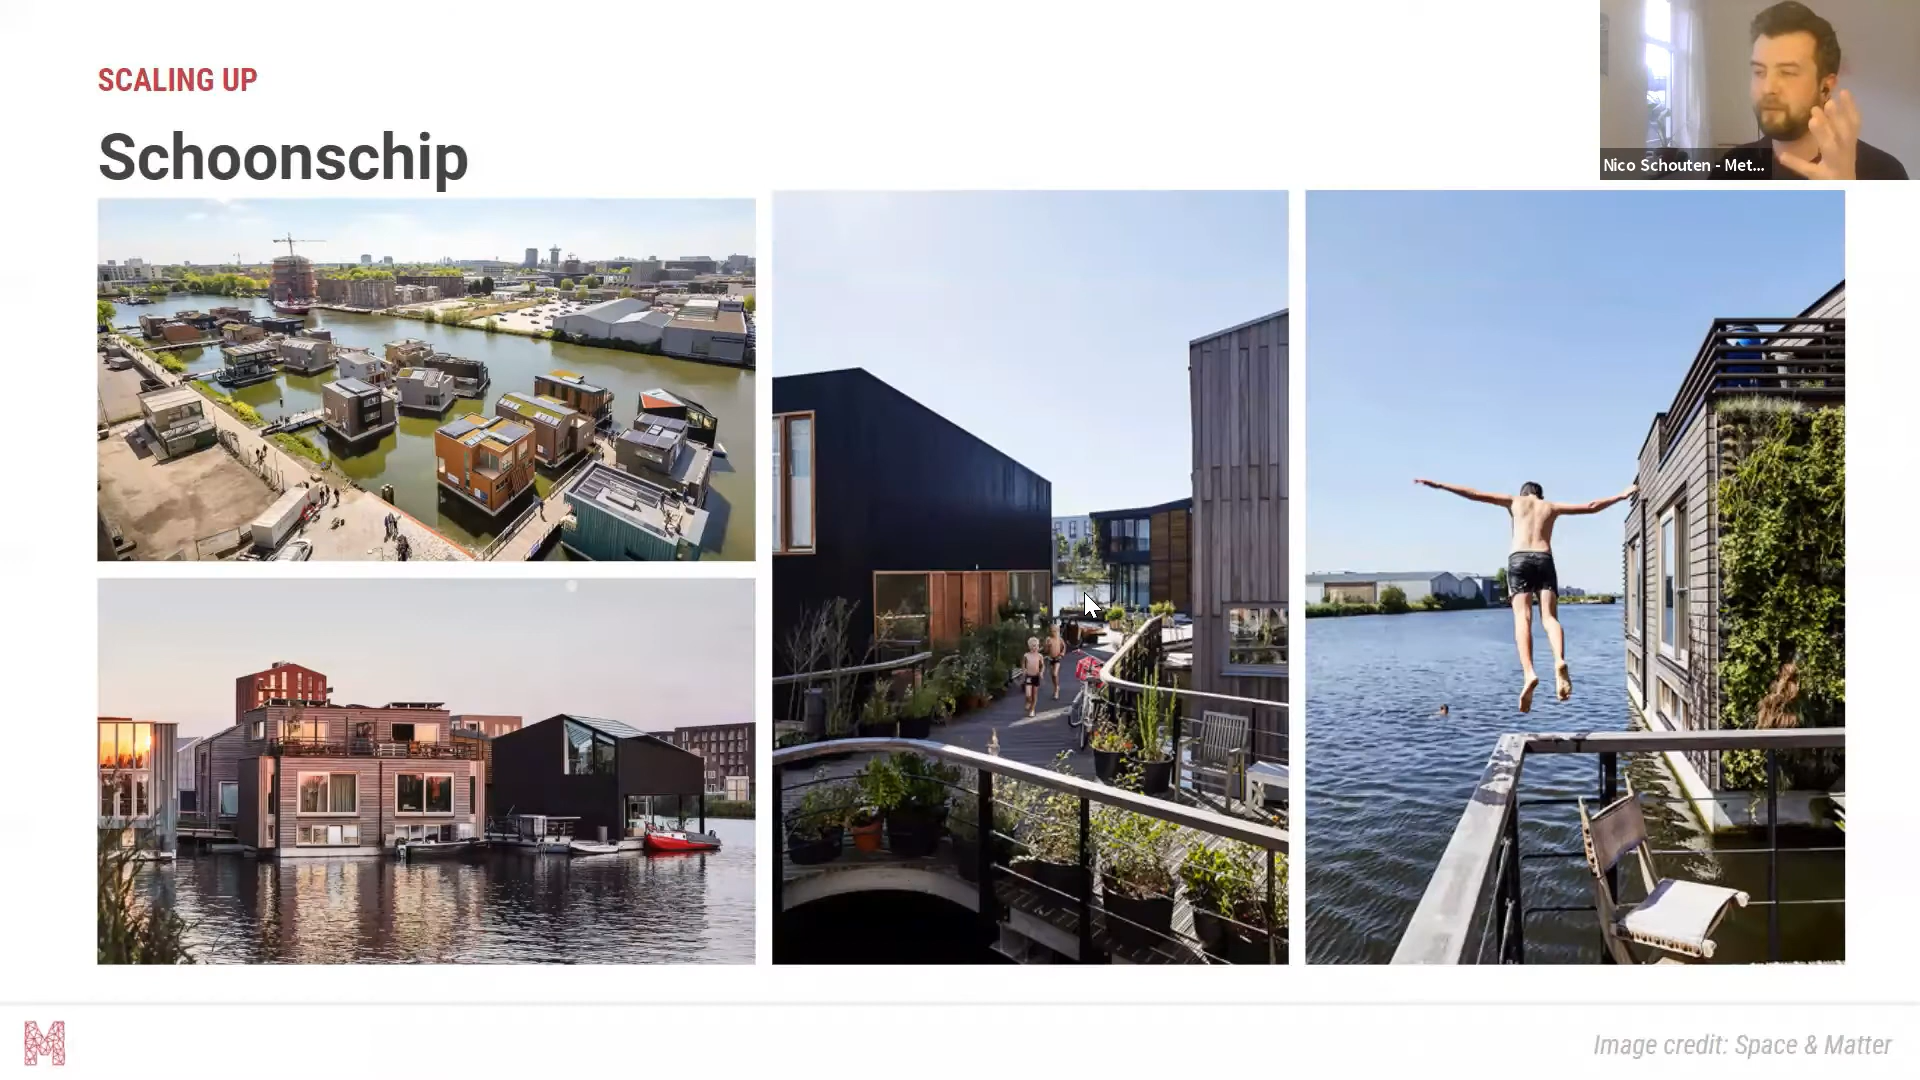 SCALING UP
Schoonschip
Nico Schouten - Met...
M
Image credit: Space & Matter